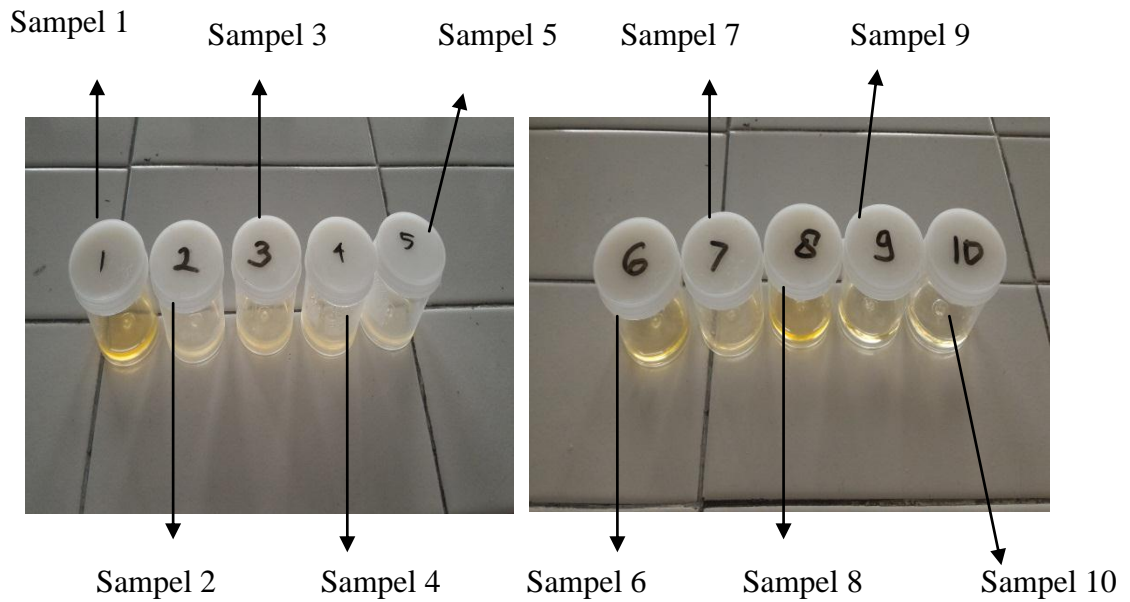 Sampel 1
Sampel 3
Sampel 5
Sampel 7
Sampel 9
1
2
3
4
5
6
7
8
9
10
Sampel 2
Sampel 4
Sampel 6
Sampel 8
Sampel 10